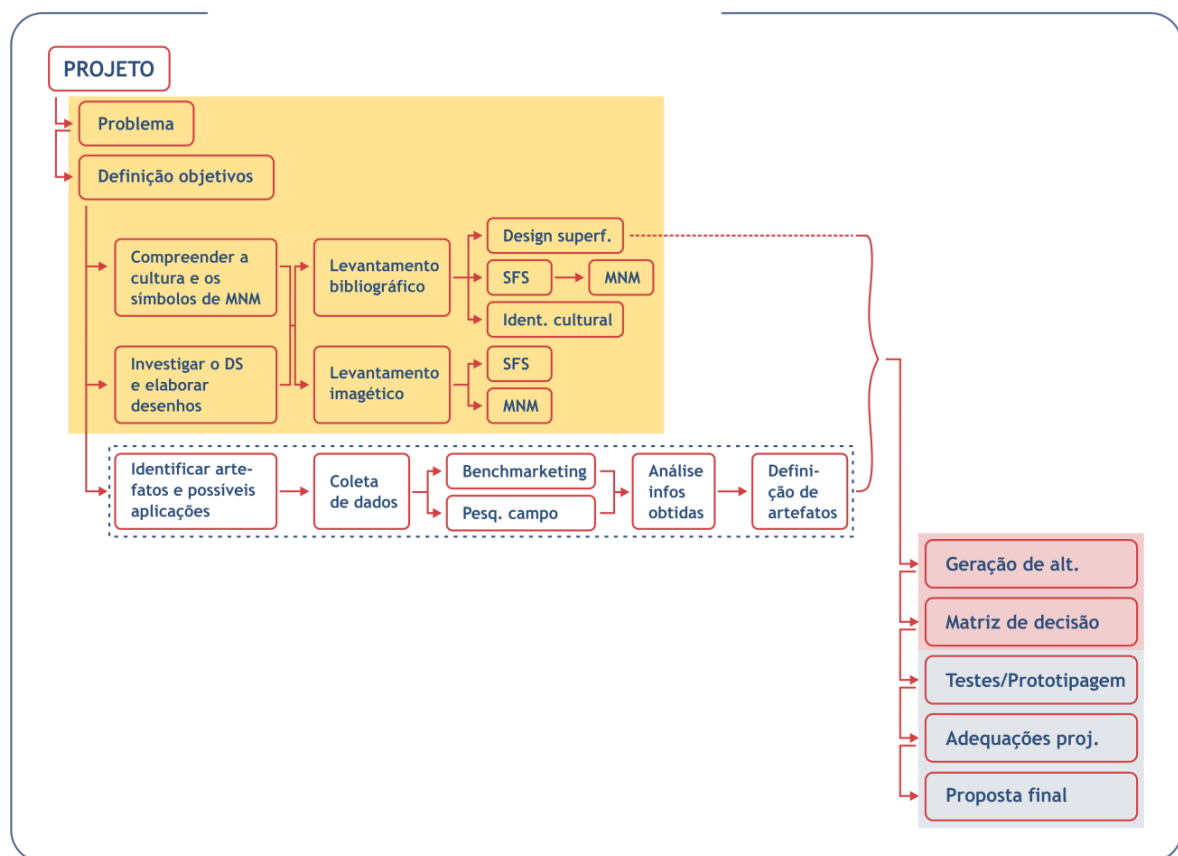 PROJETO
Problema
Definição objetivos
Compreender a
cultura e os
símbolos de MNM
Levantamento
bibliográfico
Design superf.
SFS
MNM
Ident. cultural
Investigar o DS
e elaborar
desenhos
Levantamento
imagético
SFS
MNM
Identificar arte-
fatos e possíveis
aplicações
Coleta
de dados
Benchmarketing
Pesq. campo
Análise
infos
obtidas
Defini-
ção de
artefatos
Geração de alt.
Matriz de decisão
Testes/Prototipagem
Adequações proj.
Proposta final